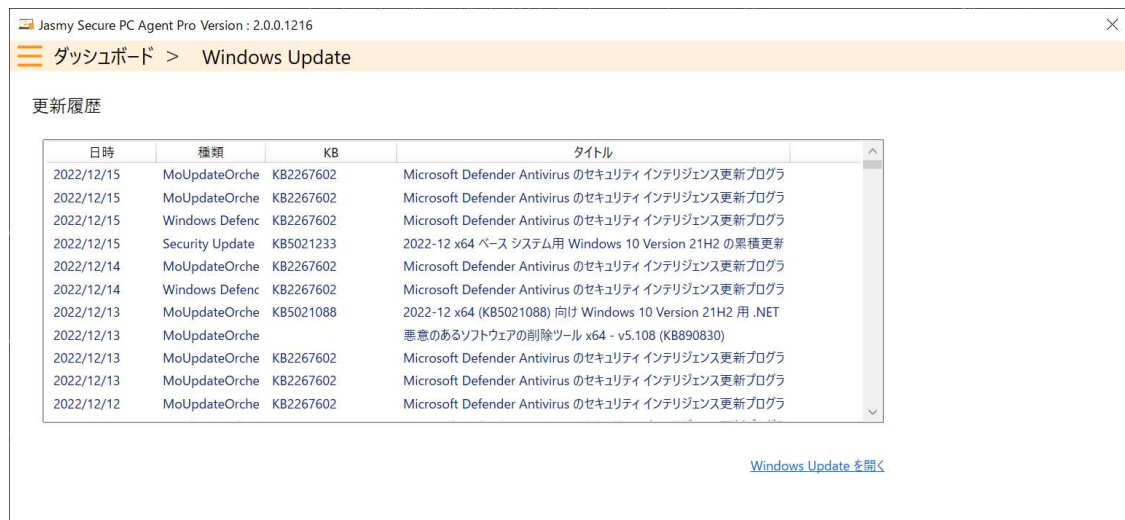 Jasmy Secure PC Agent Pro Version : 2.0.0.1216
ダッシュボード > Windows Update
更新履歴
日時 種類 KB タイトル
2022/12/15 MoUpdateOrche KB2267602 Microsoft Defender Antivirus のセキュリティ インテリジェンス更新プログラ
2022/12/15 MoUpdateOrche KB2267602 Microsoft Defender Antivirus のセキュリティ インテリジェンス更新プログラ
2022/12/15 Windows Defenc KB2267602 Microsoft Defender Antivirus のセキュリティ インテリジェンス更新プログラ
2022/12/15 Security Update KB5021233 2022-12 x64 ベース システム用 Windows 10 Version 21H2 の累積更新
2022/12/14 MoUpdateOrche KB2267602 Microsoft Defender Antivirus のセキュリティ インテリジェンス更新プログラ
2022/12/14 Windows Defenc KB2267602 Microsoft Defender Antivirus のセキュリティ インテリジェンス更新プログラ
2022/12/13 MoUpdateOrche KB5021088 2022-12 x64 (KB5021088) 向け Windows 10 Version 21H2 用 .NET
2022/12/13 MoUpdateOrche 悪意のあるソフトウェアの削除ツール x64 - v5.108 (KB890830)
2022/12/13 MoUpdateOrche KB2267602 Microsoft Defender Antivirus のセキュリティ インテリジェンス更新プログラ
2022/12/13 MoUpdateOrche KB2267602 Microsoft Defender Antivirus のセキュリティ インテリジェンス更新プログラ
2022/12/12 MoUpdateOrche KB2267602 Microsoft Defender Antivirus のセキュリティ インテリジェンス更新プログラ
Windows Update を開く